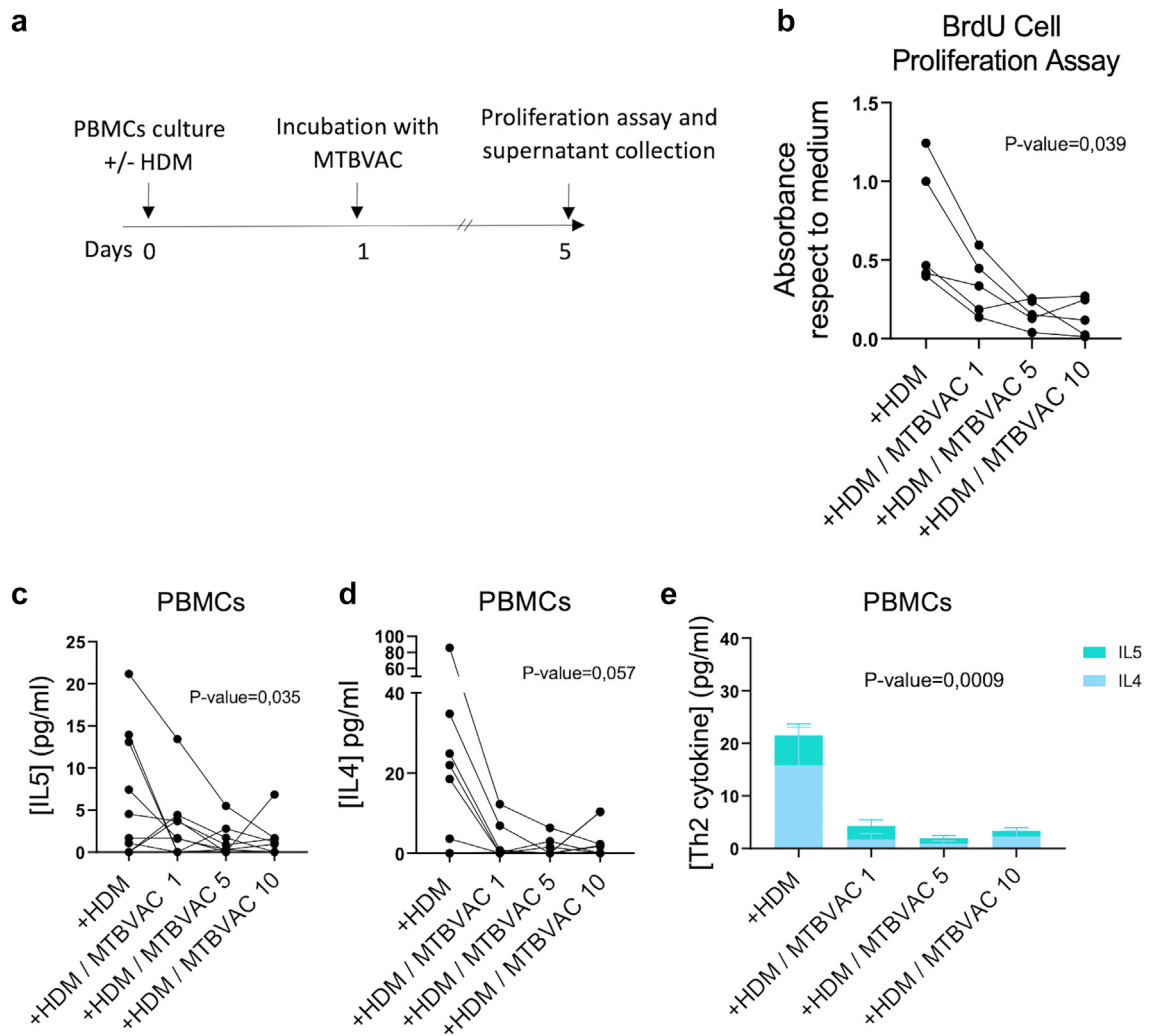 a
PBMCs culture
+/- HDM
Incubation with
MTBVAC
Proliferation assay and
supernatant collection
Days 0 1 5
b
BrdU Cell
Proliferation Assay
P-value=0,039
Absorbance
respect to medium
1.5
1.0
0.5
0.0
+HDM
+HDM / MTBVAC 1
+HDM / MTBVAC 5
+HDM / MTBVAC 10
c
PBMCs
P-value=0,035
[IL5] (pg/ml)
25
20
15
10
5
0
+HDM
+HDM / MTBVAC 1
+HDM / MTBVAC 5
+HDM / MTBVAC 10
d
PBMCs
P-value=0,057
[IL4] pg/ml
100
80
60
40
20
0
+HDM
+HDM / MTBVAC 1
+HDM / MTBVAC 5
+HDM / MTBVAC 10
e
PBMCs
P-value=0,0009
[Th2 cytokine] (pg/ml)
40
30
20
10
0
+HDM
+HDM / MTBVAC 1
+HDM / MTBVAC 5
+HDM / MTBVAC 10
IL5
IL4